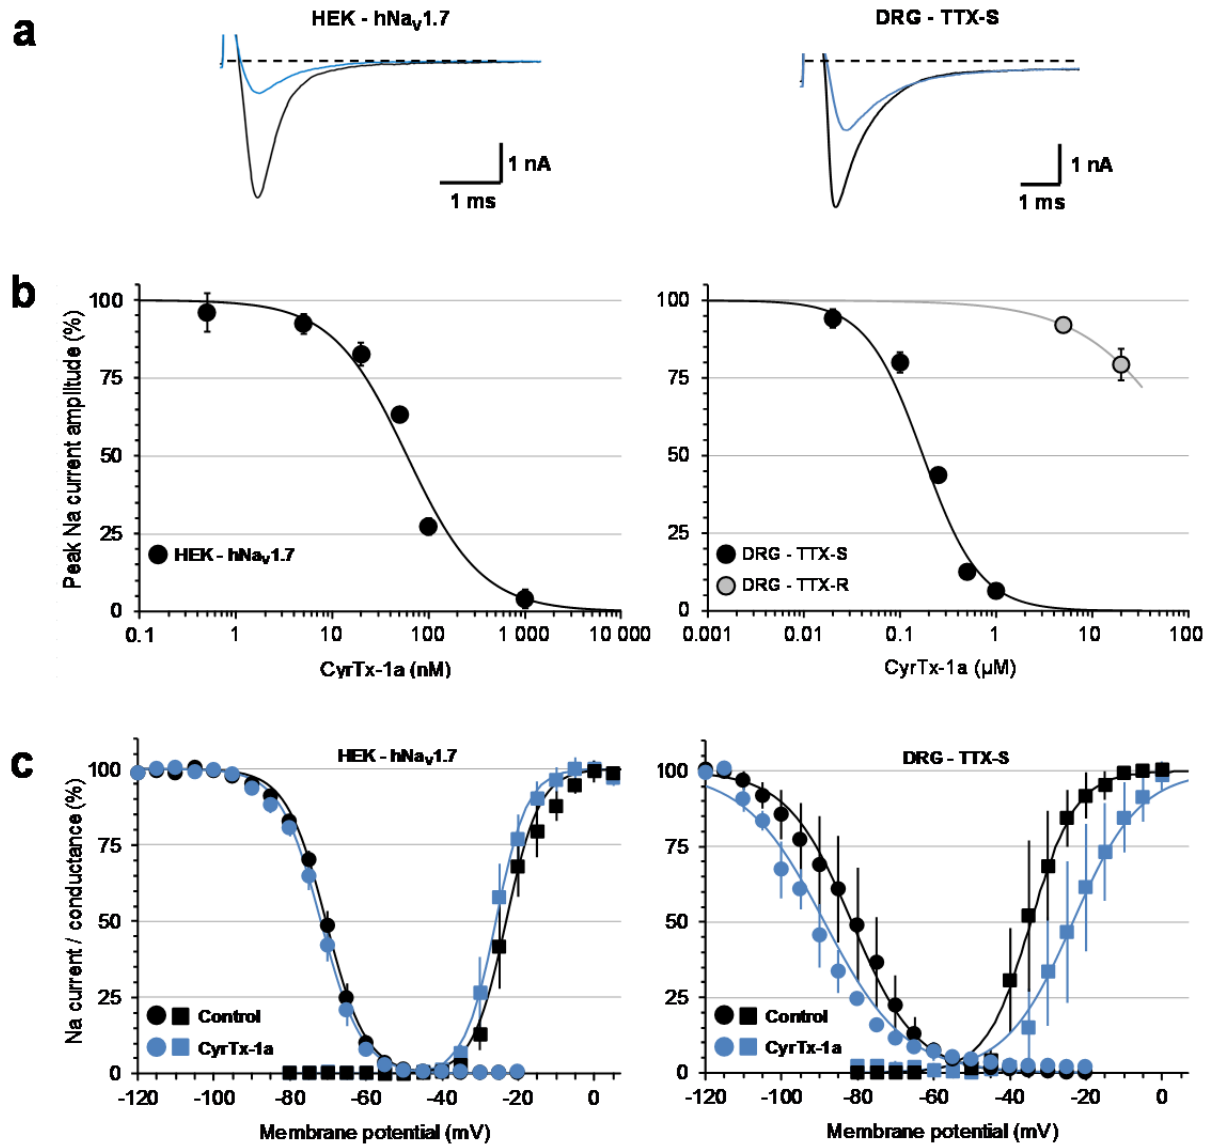 a
HEK - hNaV1.7
DRG - TTX-S
1 nA
1 ms
1 nA
1 ms
b
Peak Na current amplitude (%)
100
75
50
25
0
HEK - hNaV1.7
0.1 1 10 100 1 000 10 000
CyrTx-1a (nM)
100
75
50
25
0
DRG - TTX-S
DRG - TTX-R
0.001 0.01 0.1 1 10 100
CyrTx-1a (µM)
c
Na current / conductance (%)
HEK - hNaV1.7
100
75
50
25
0
Control
CyrTx-1a
-120 -100 -80 -60 -40 -20 0
Membrane potential (mV)
DRG - TTX-S
100
75
50
25
0
Control
CyrTx-1a
-120 -100 -80 -60 -40 -20 0
Membrane potential (mV)